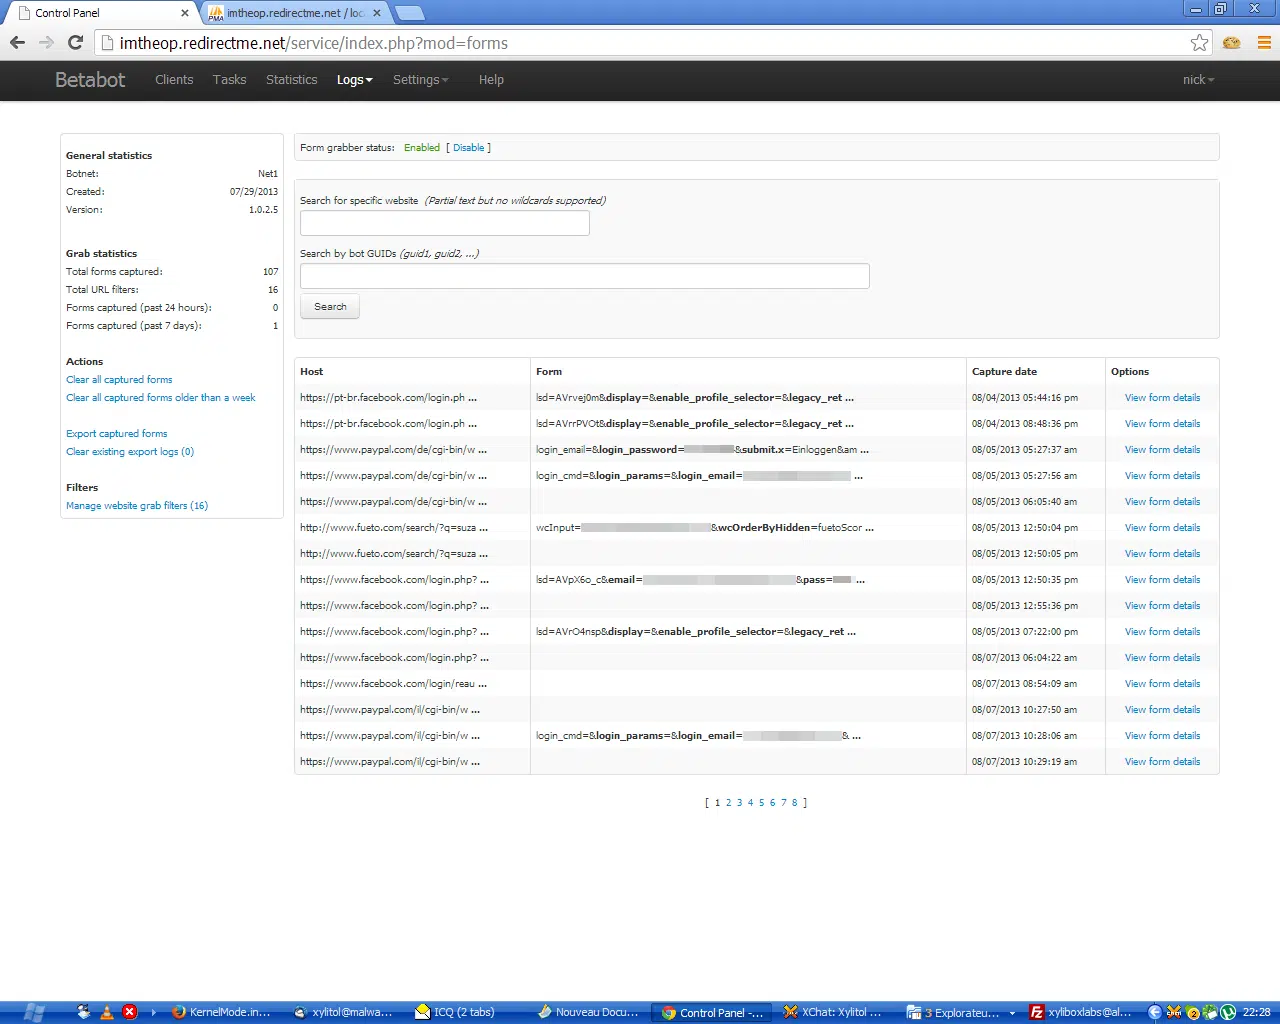 Control Panel
imtheop.redirectme.net / loc
imtheop.redirectme.net/service/index.php?mod=forms
Betabot Clients Tasks Statistics Logs Settings Help nick
General statistics
Botnet: Net1
Created: 07/29/2013
Version: 1.0.2.5
Grab statistics
Total forms captured: 107
Total URL filters: 16
Forms captured (past 24 hours): 0
Forms captured (past 7 days): 1
Actions
Clear all captured forms
Clear all captured forms older than a week
Export captured forms
Clear existing export logs (0)
Filters
Manage website grab filters (16)
Form grabber status: Enabled [ Disable ]
Search for specific website (Partial text but no wildcards supported)
Search by bot GUIDs (guid1, guid2, ...)
Search
Host Form Capture date Options
https://pt-br.facebook.com/login.ph ... lsd=AVrvej0m&display=&enable_profile_selector=&legacy_ret ... 08/04/2013 05:44:16 pm View form details
https://pt-br.facebook.com/login.ph ... lsd=AVrrPVOt&display=&enable_profile_selector=&legacy_ret ... 08/04/2013 08:48:36 pm View form details
https://www.paypal.com/de/cgi-bin/w ... login_email=&login_password= &submit.x=Einloggen&am ... 08/05/2013 05:27:37 am View form details
https://www.paypal.com/de/cgi-bin/w ... login_cmd=&login_params=&login_email= ... 08/05/2013 05:27:56 am View form details
https://www.paypal.com/de/cgi-bin/w ... 08/05/2013 06:05:40 am View form details
http://www.fueto.com/search/?q=suza ... wcInput= &wcOrderByHidden=fuetoScor ... 08/05/2013 12:50:04 pm View form details
http://www.fueto.com/search/?q=suza ... 08/05/2013 12:50:05 pm View form details
https://www.facebook.com/login.php? ... lsd=AVpX6o_c&email= &pass= ... 08/05/2013 12:50:35 pm View form details
https://www.facebook.com/login.php? ... 08/05/2013 12:55:36 pm View form details
https://www.facebook.com/login.php? ... lsd=AVrO4nsp&display=&enable_profile_selector=&legacy_ret ... 08/05/2013 07:22:00 pm View form details
https://www.facebook.com/login.php? ... 08/07/2013 06:04:22 am View form details
https://www.facebook.com/login/reau ... 08/07/2013 08:54:09 am View form details
https://www.paypal.com/il/cgi-bin/w ... 08/07/2013 10:27:50 am View form details
https://www.paypal.com/il/cgi-bin/w ... login_cmd=&login_params=&login_email= & ... 08/07/2013 10:28:06 am View form details
https://www.paypal.com/il/cgi-bin/w ... 08/07/2013 10:29:19 am View form details
[ 1 2 3 4 5 6 7 8 ]
KernelMode.in... xylitol@malwa... ICQ (2 tabs) Nouveau Docu... Control Panel -... XChat: Xylitol ... 3 Explorateu... xyliboxlabs@al... 22:28